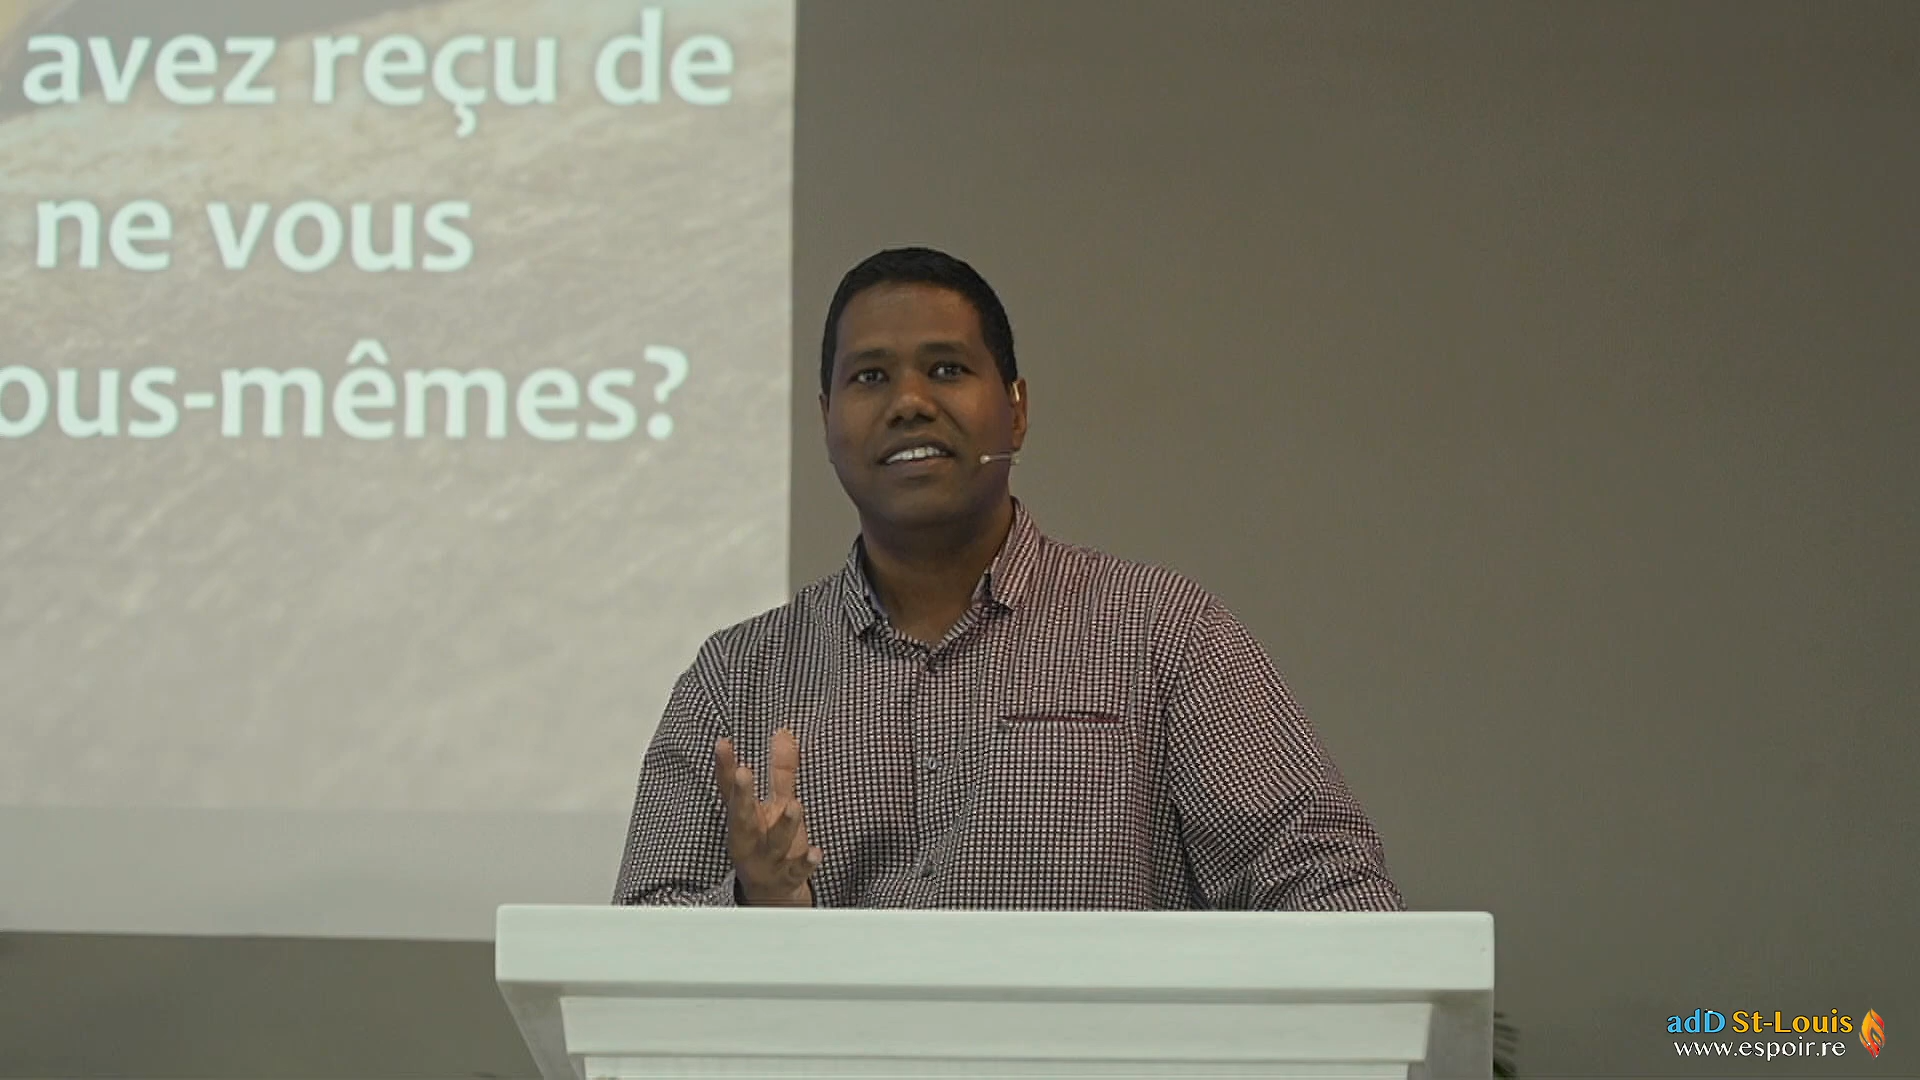 avez reçu de
ne vous
ous-mêmes?
adD St-Louis
www.espoir.re